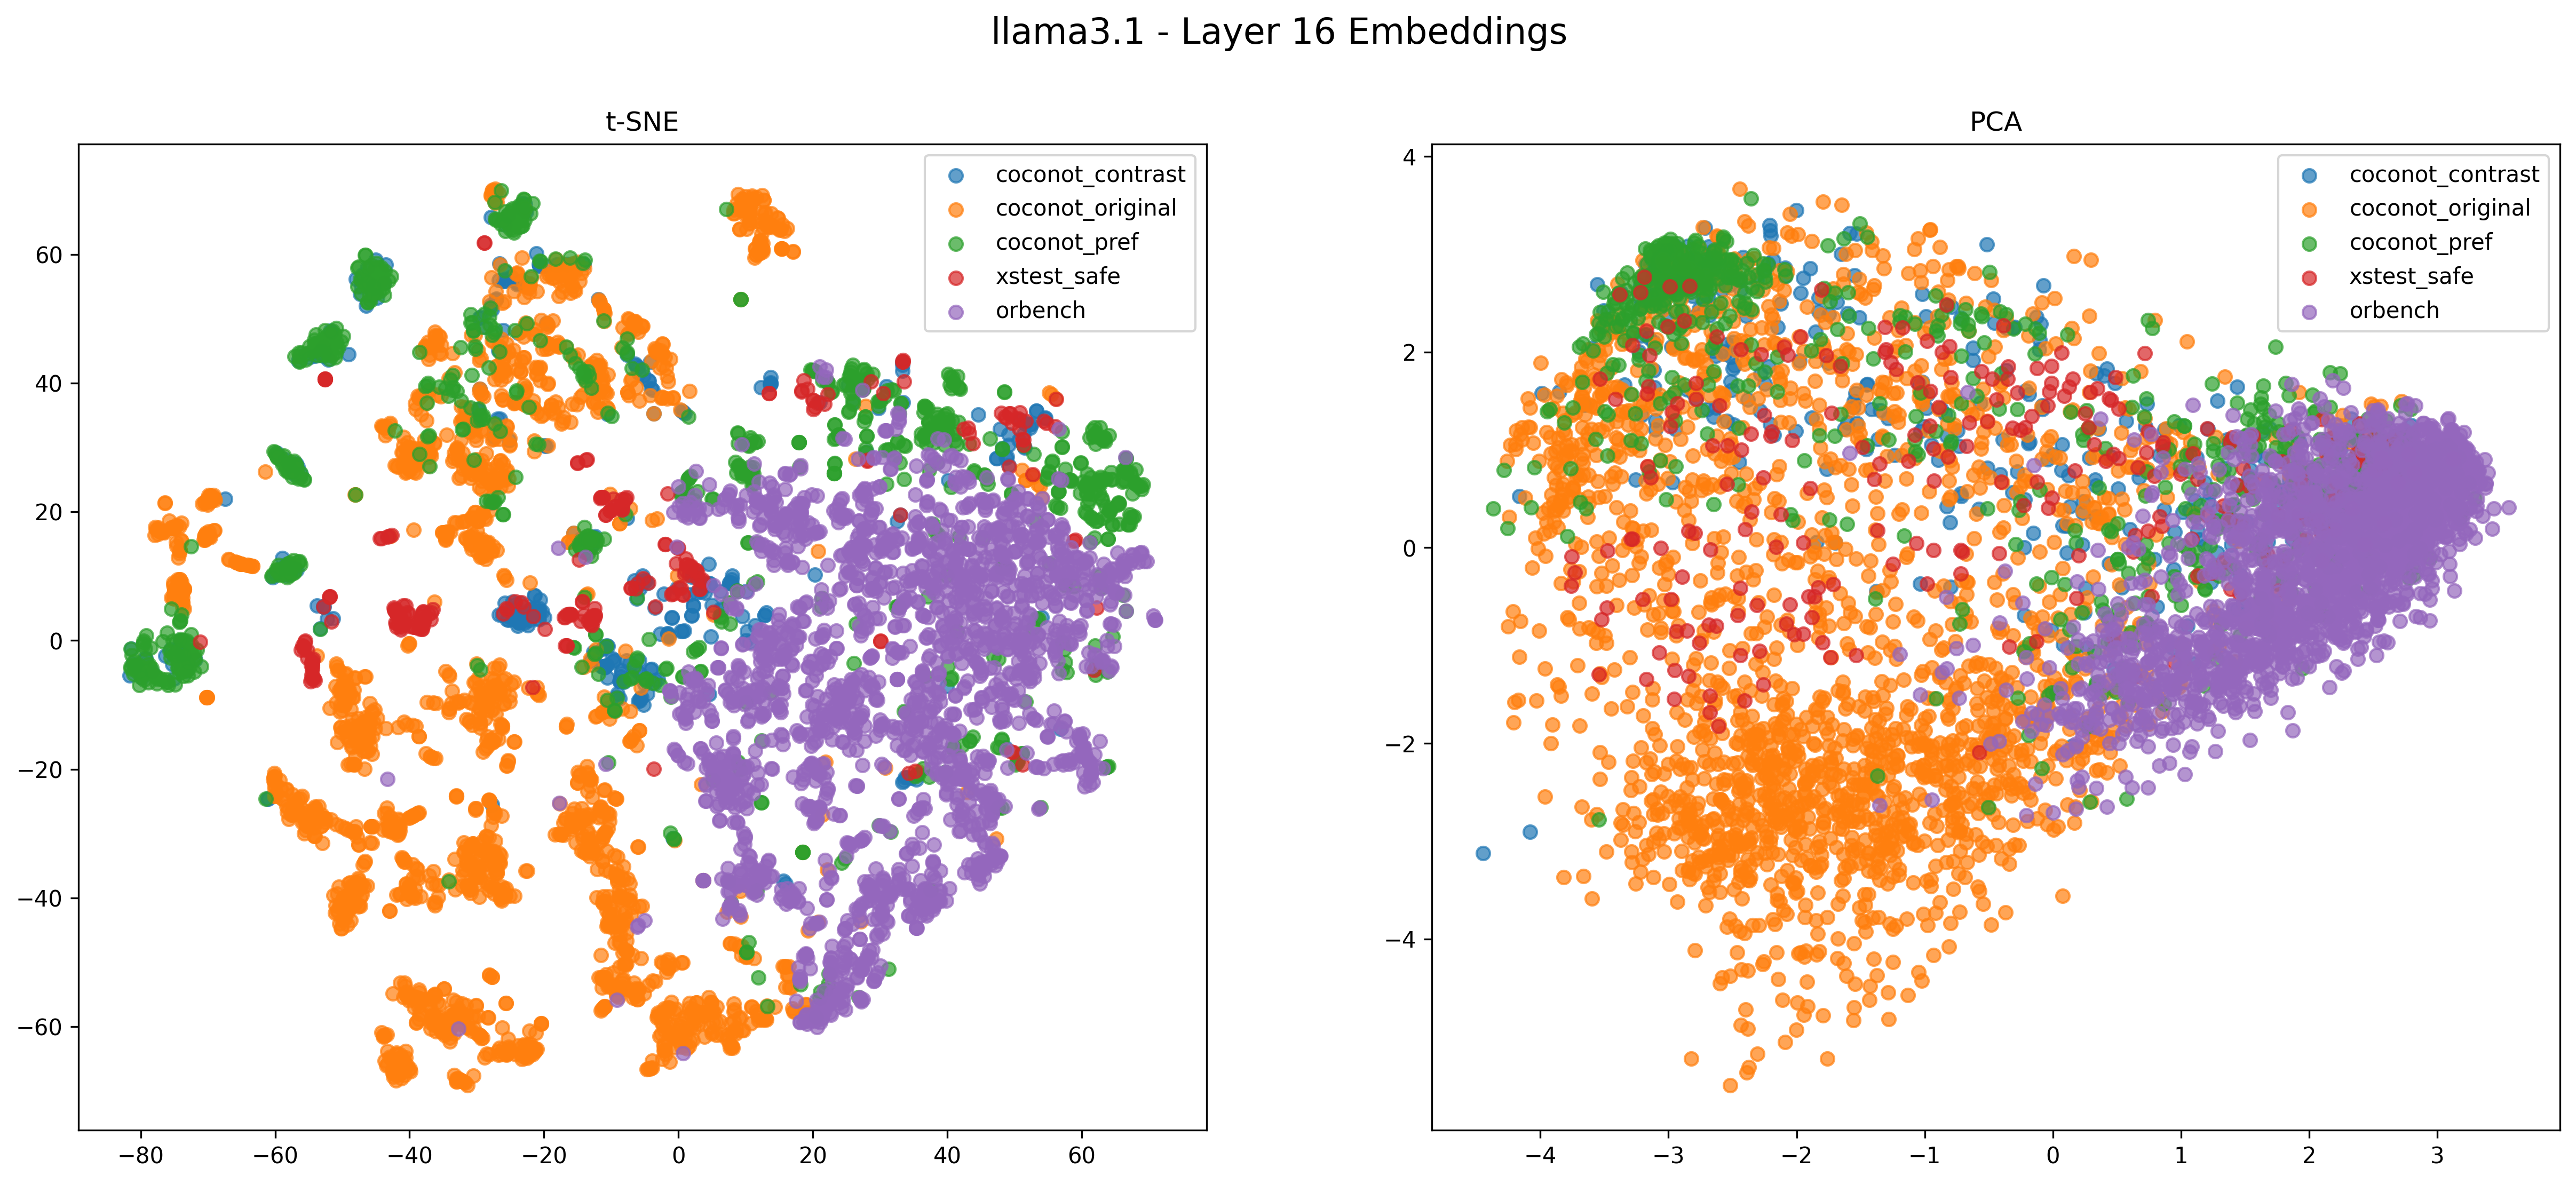 llama3.1 - Layer 16 Embeddings
t-SNE
coconot_contrast
coconot_original
coconot_pref
xstest_safe
orbench
60
40
20
0
−20
−40
−60
−80 −60 −40 −20 0 20 40 60
PCA
coconot_contrast
coconot_original
coconot_pref
xstest_safe
orbench
4
2
0
−2
−4
−4 −3 −2 −1 0 1 2 3